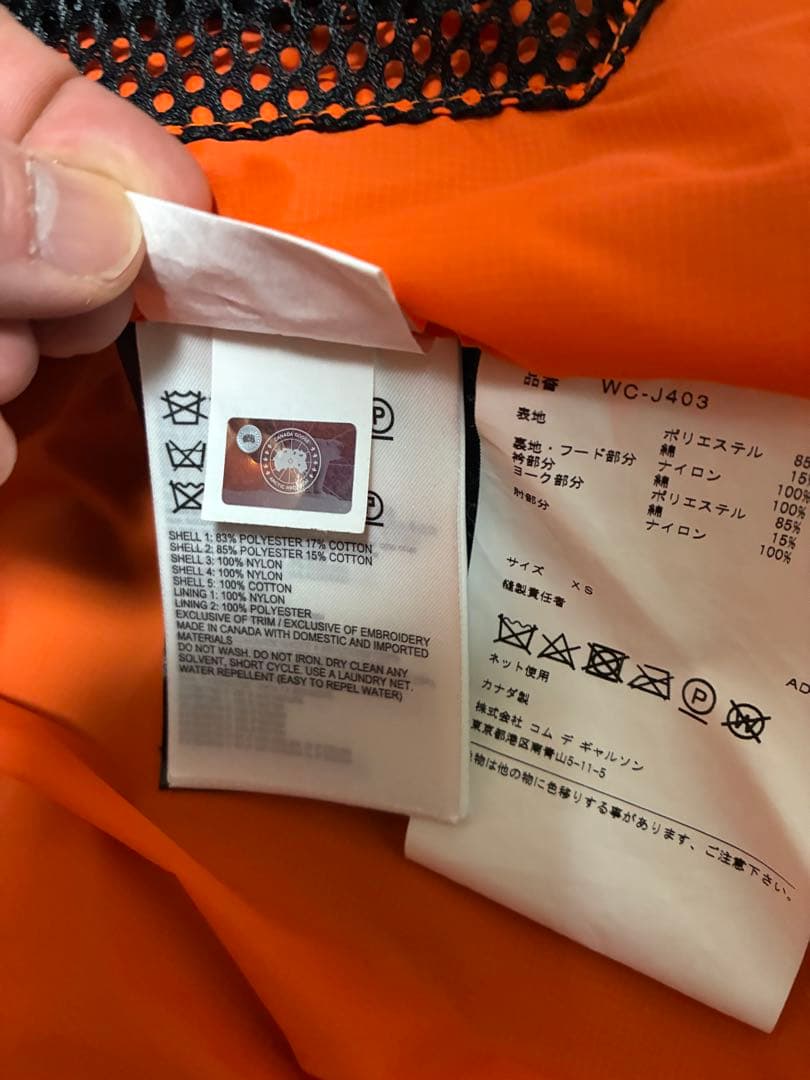 CANADA GOOSE
P
SHELL 1: 83% POLYESTER 17% COTTON
SHELL 2: 85% POLYESTER 15% COTTON
SHELL 3: 100% NYLON
SHELL 4: 100% NYLON
SHELL 5: 100% COTTON
LINING 1: 100% NYLON
LINING 2: 100% POLYESTER
EXCLUSIVE OF TRIM / EXCLUSIVE OF EMBROIDERY
MADE IN CANADA WITH DOMESTIC AND IMPORTED
MATERIALS
DO NOT WASH. DO NOT IRON. DRY CLEAN ANY
SOLVENT, SHORT CYCLE. USE A LAUNDRY NET.
WATER REPELLENT (EASY TO REPEL WATER)
品番 WC-J403
表地 ポリエステル 85
綿 15
裏地・フード部分 ナイロン 100%
衿部分 綿 100%
ヨーク部分 ポリエステル 85%
綿 15%
肘部分 ナイロン 100%
サイズ XS
縫製責任者
P
W
ネット使用
カナダ製
AD
株式会社 コム デ ギャルソン
東京都港区南青山5-11-5
物は他の物に色移りする事があります、ご注意下さい。